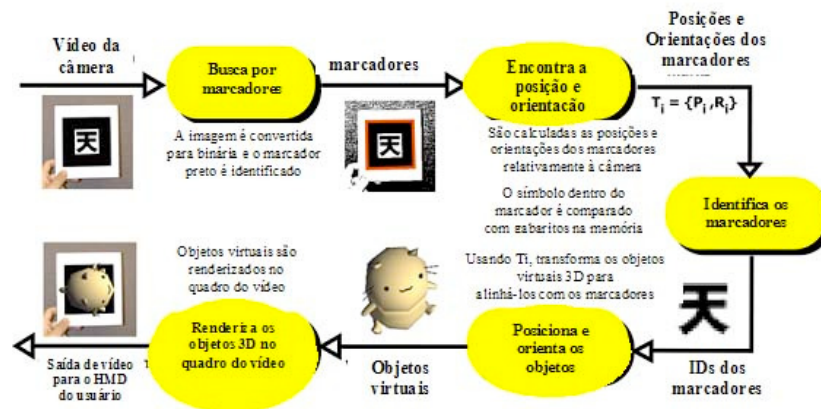 Vídeo da
câmera
Busca por
marcadores
A imagem é convertida
para binária e o marcador
preto é identificado
marcadores
Encontra a
posição e
orientação
São calculadas as posições e
orientações dos marcadores
relativamente à câmera
Posições e
Orientações dos
marcadores
Ti = {Pi ,Ri}
Identifica os
marcadores
O símbolo dentro do
marcador é comparado
com gabaritos na memória
天
天
天
IDs dos
marcadores
Usando Ti, transforma os objetos
virtuais 3D para
alinhá-los com os marcadores
Posiciona e
orienta os
objetos
Objetos
virtuais
Objetos virtuais são
renderizados no
quadro do vídeo
Renderiza os
objetos 3D no
quadro do vídeo
Saída de vídeo
para o HMD
do usuário